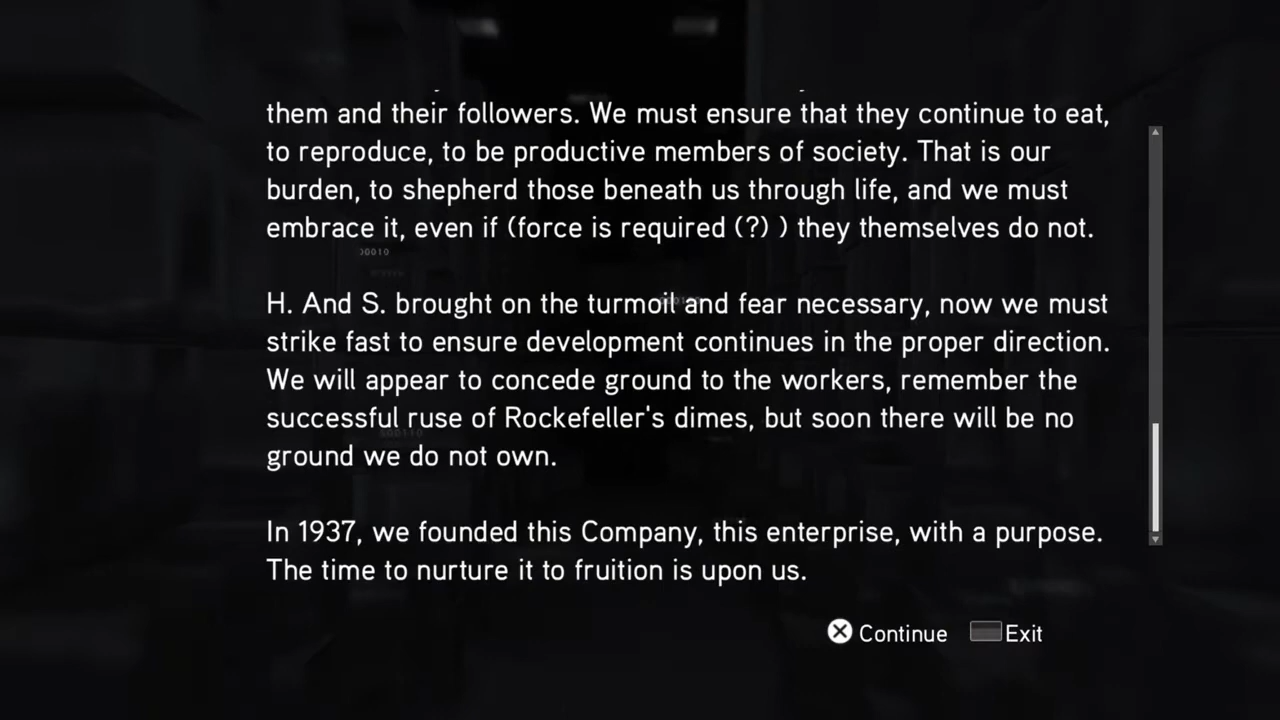 them and their followers. We must ensure that they continue to eat,
to reproduce, to be productive members of society. That is our
burden, to shepherd those beneath us through life, and we must
embrace it, even if (force is required (?) ) they themselves do not.
H. And S. brought on the turmoil and fear necessary, now we must
strike fast to ensure development continues in the proper direction.
We will appear to concede ground to the workers, remember the
successful ruse of Rockefeller's dimes, but soon there will be no
ground we do not own.
In 1937, we founded this Company, this enterprise, with a purpose.
The time to nurture it to fruition is upon us.
Continue Exit